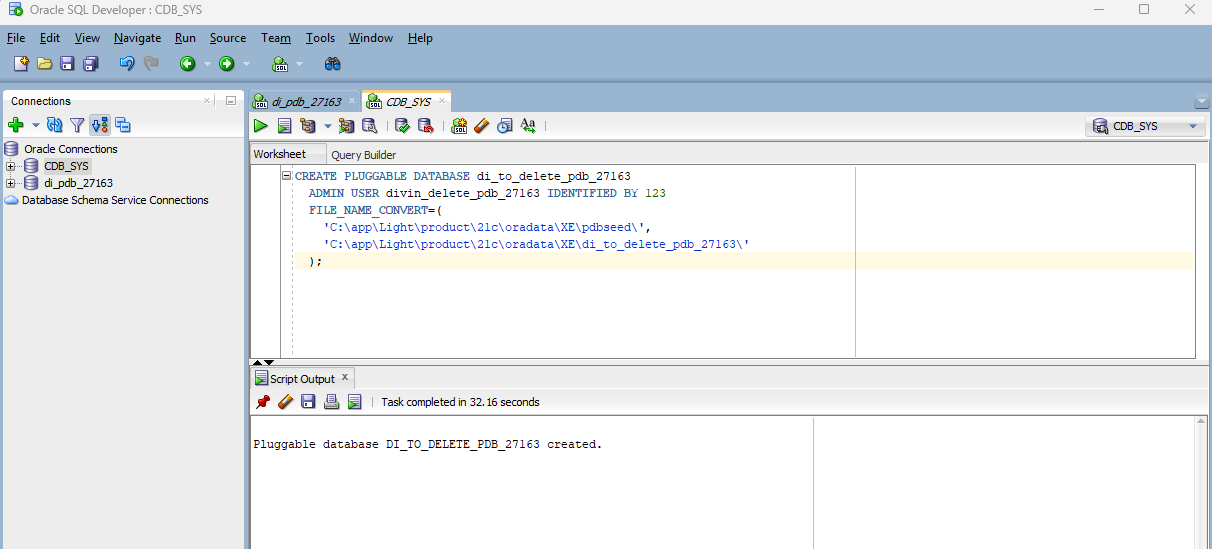 Oracle SQL Developer : CDB_SYS
File Edit View Navigate Run Source Team Tools Window Help
Connections
Oracle Connections
CDB_SYS
di_pdb_27163
Database Schema Service Connections
di_pdb_27163
CDB_SYS
SQL
Aa
CDB_SYS
Worksheet
Query Builder
CREATE PLUGGABLE DATABASE di_to_delete_pdb_27163
ADMIN USER divin_delete_pdb_27163 IDENTIFIED BY 123
FILE_NAME_CONVERT=(
'C:\app\Light\product\21c\oradata\XE\pdbseed\',
'C:\app\Light\product\21c\oradata\XE\di_to_delete_pdb_27163\'
);
Script Output
Task completed in 32.16 seconds
Pluggable database DI_TO_DELETE_PDB_27163 created.